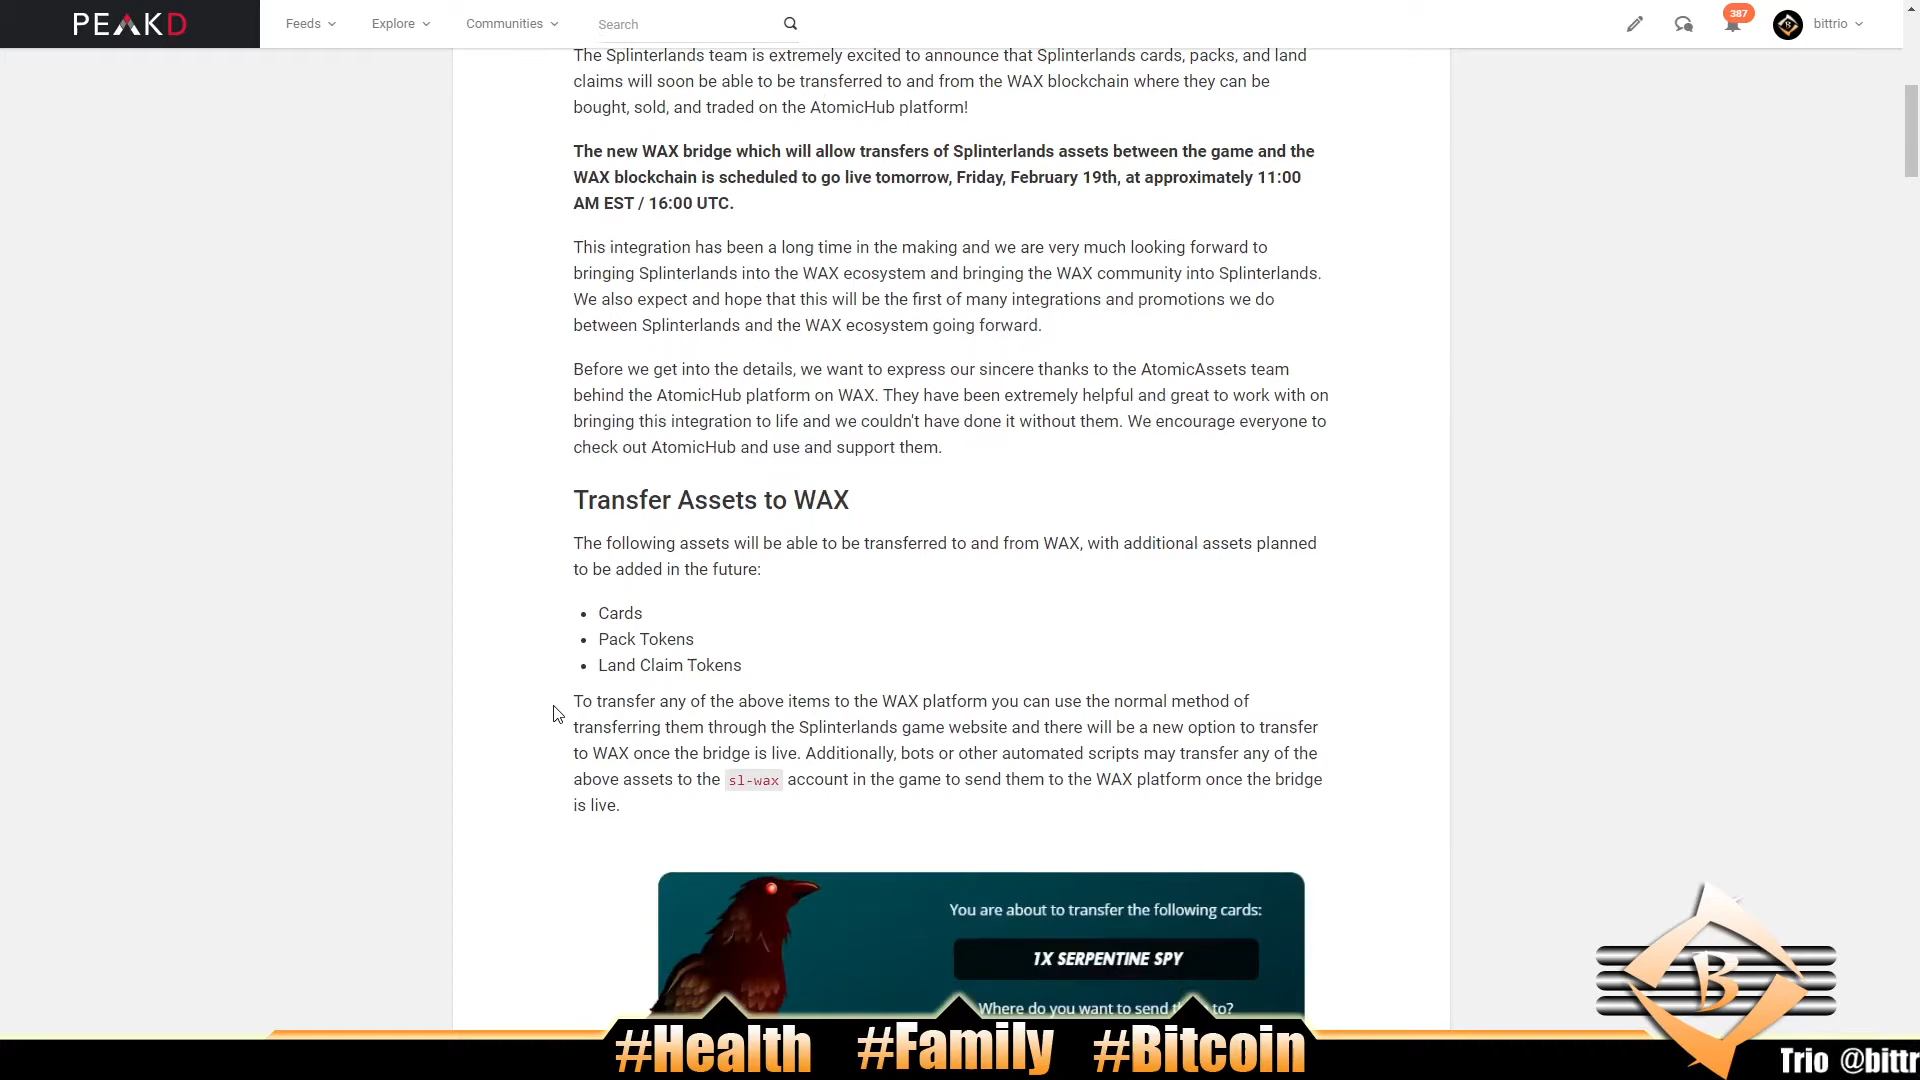 PEAKD
Feeds
Explore
Communities
Search
387
bittrio
The Splinterlands team is extremely excited to announce that Splinterlands cards, packs, and land
claims will soon be able to be transferred to and from the WAX blockchain where they can be
bought, sold, and traded on the AtomicHub platform!
The new WAX bridge which will allow transfers of Splinterlands assets between the game and the
WAX blockchain is scheduled to go live tomorrow, Friday, February 19th, at approximately 11:00
AM EST / 16:00 UTC.
This integration has been a long time in the making and we are very much looking forward to
bringing Splinterlands into the WAX ecosystem and bringing the WAX community into Splinterlands.
We also expect and hope that this will be the first of many integrations and promotions we do
between Splinterlands and the WAX ecosystem going forward.
Before we get into the details, we want to express our sincere thanks to the AtomicAssets team
behind the AtomicHub platform on WAX. They have been extremely helpful and great to work with on
bringing this integration to life and we couldn't have done it without them. We encourage everyone to
check out AtomicHub and use and support them.
Transfer Assets to WAX
The following assets will be able to be transferred to and from WAX, with additional assets planned
to be added in the future:
• Cards
• Pack Tokens
• Land Claim Tokens
To transfer any of the above items to the WAX platform you can use the normal method of
transferring them through the Splinterlands game website and there will be a new option to transfer
to WAX once the bridge is live. Additionally, bots or other automated scripts may transfer any of the
above assets to the sl-wax account in the game to send them to the WAX platform once the bridge
is live.
You are about to transfer the following cards:
1X SERPENTINE SPY
Where do you want to send to?
#Health #Family #Bitcoin
B
Trio @bittr